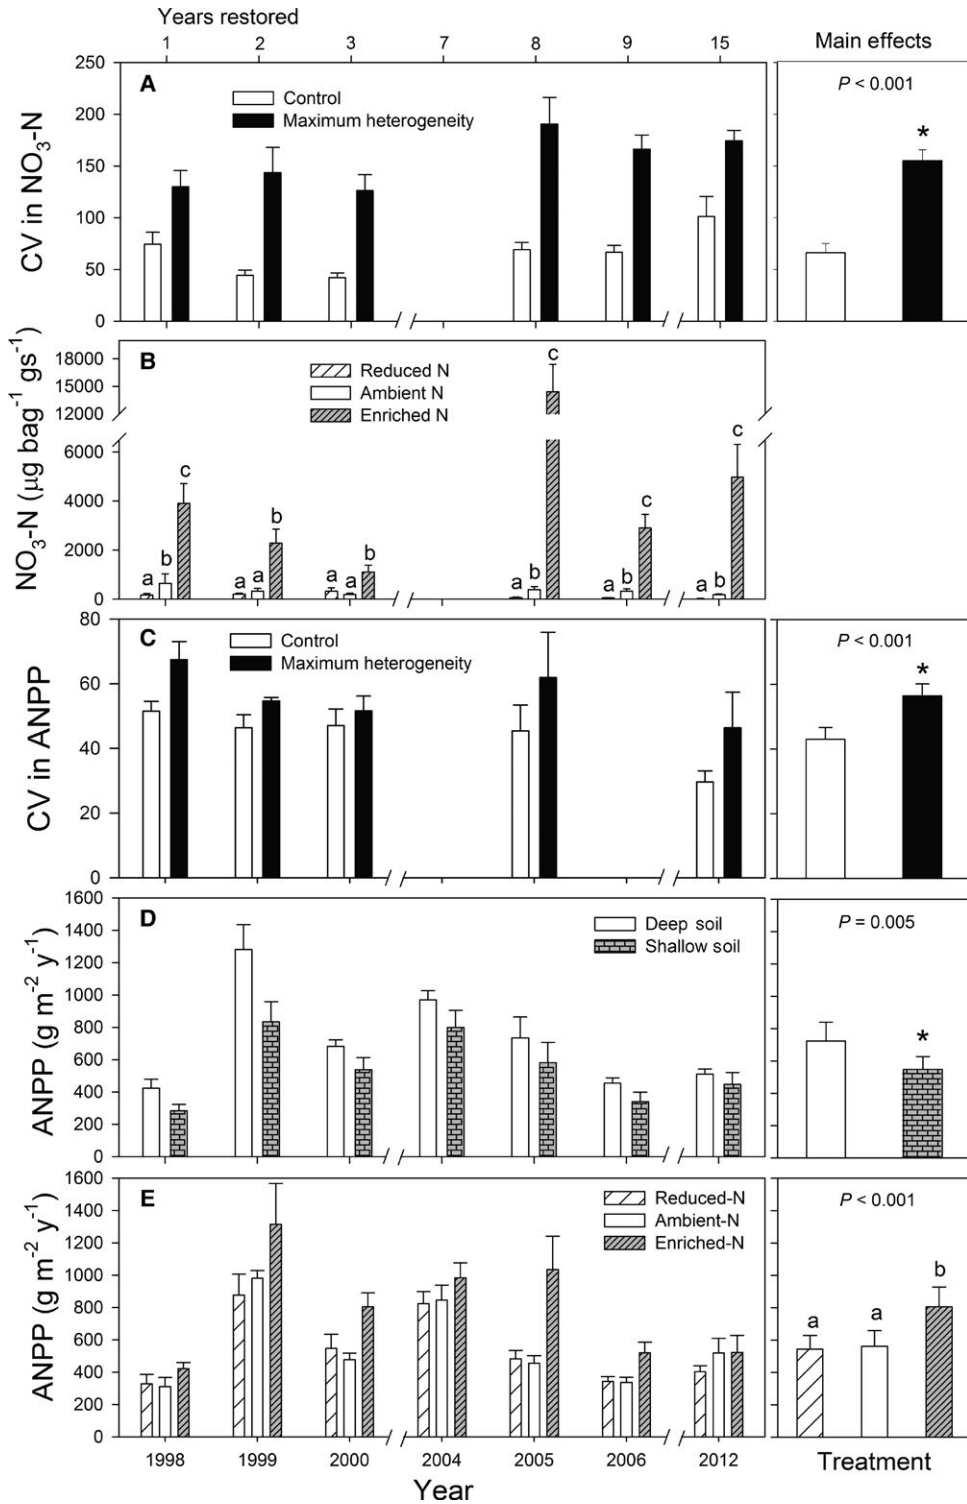 Years restored
1 2 3 7 8 9 15
Main effects
A
Control
Maximum heterogeneity
CV in NO3-N
250
200
150
100
50
0
P < 0.001
*
B
Reduced N
Ambient N
Enriched N
NO3-N (µg bag-1 gs-1)
18000
15000
12000
6000
4000
2000
0
a b c
a a b
a a b
a b c
a b c
a b c
C
Control
Maximum heterogeneity
CV in ANPP
80
60
40
20
0
P < 0.001
*
D
Deep soil
Shallow soil
ANPP (g m-2 y-1)
1600
1400
1200
1000
800
600
400
200
0
P = 0.005
*
E
Reduced-N
Ambient-N
Enriched-N
ANPP (g m-2 y-1)
1600
1400
1200
1000
800
600
400
200
0
P < 0.001
a a b
1998 1999 2000 2004 2005 2006 2012
Year
Treatment